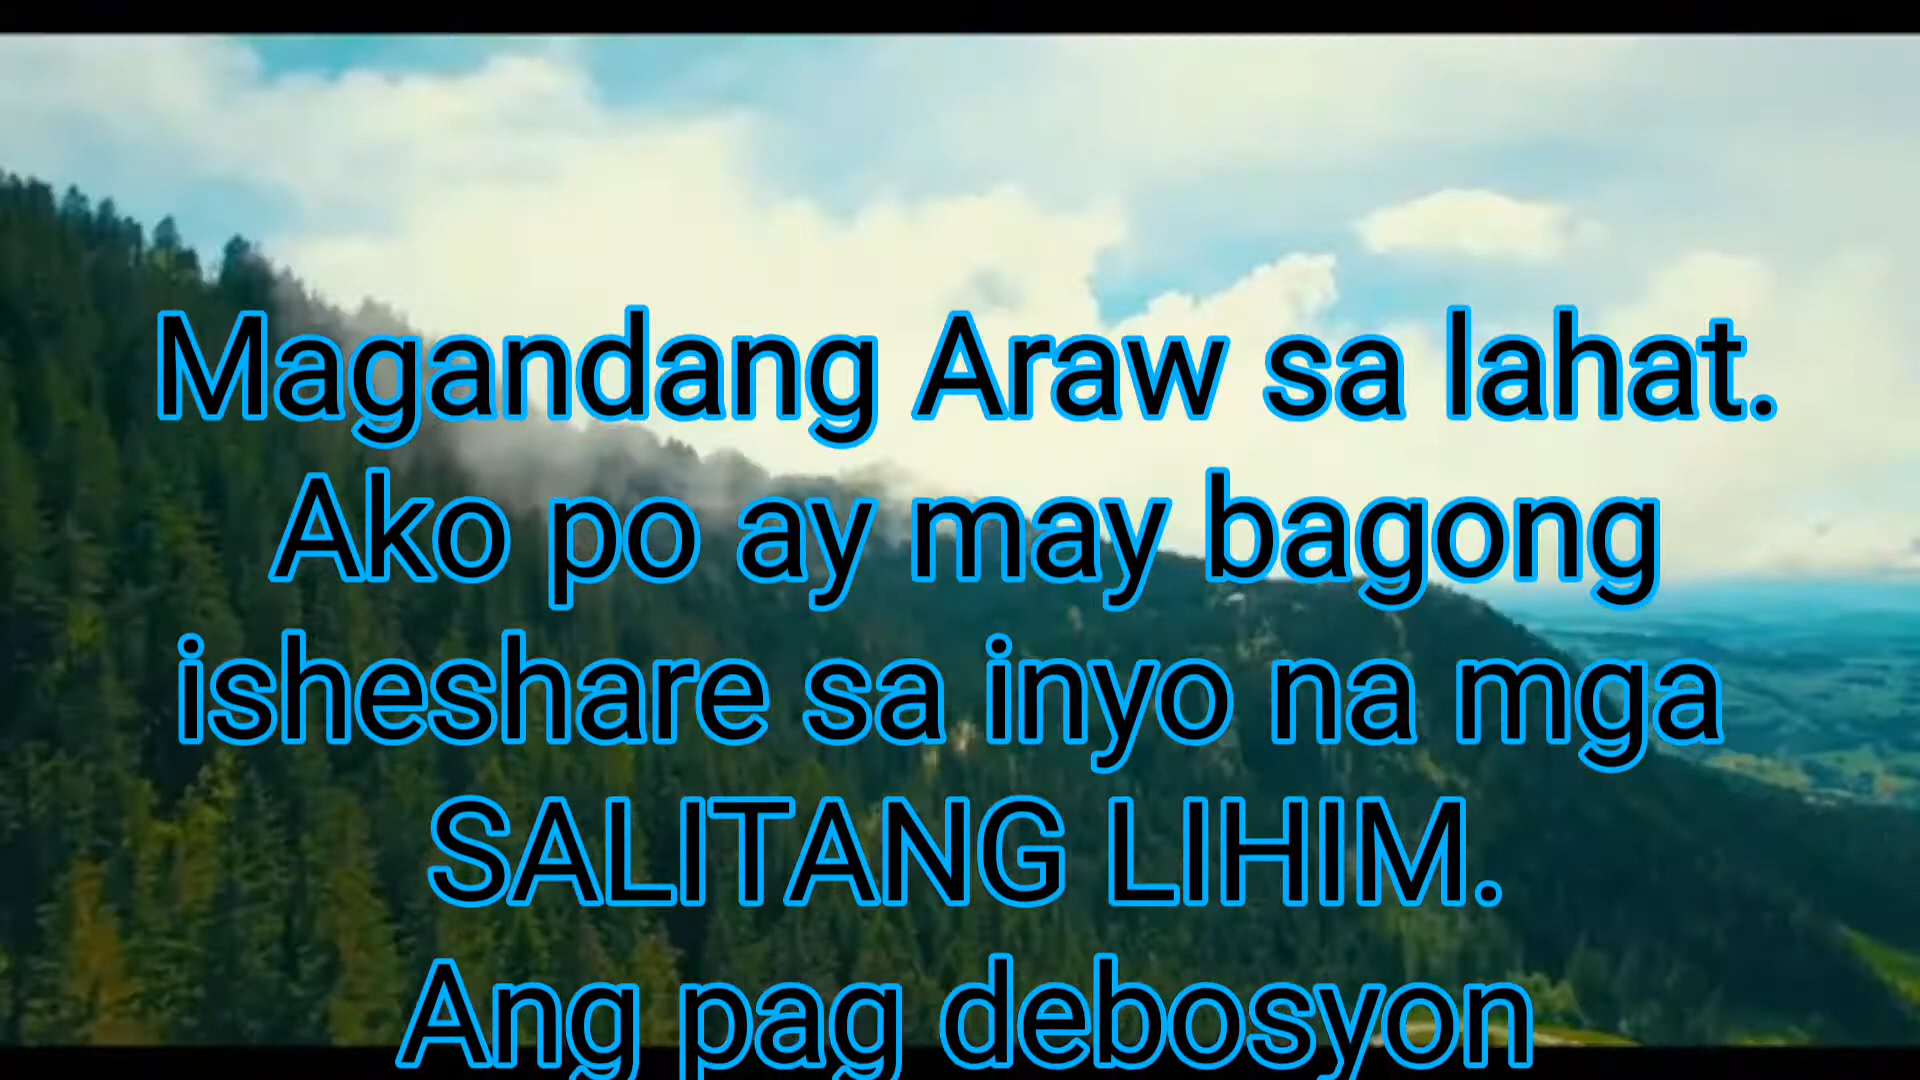 Magandang Araw sa lahat.
Ako po ay may bagong
isheshare sa inyo na mga
SALITANG LIHIM.
Ang pag debosyon